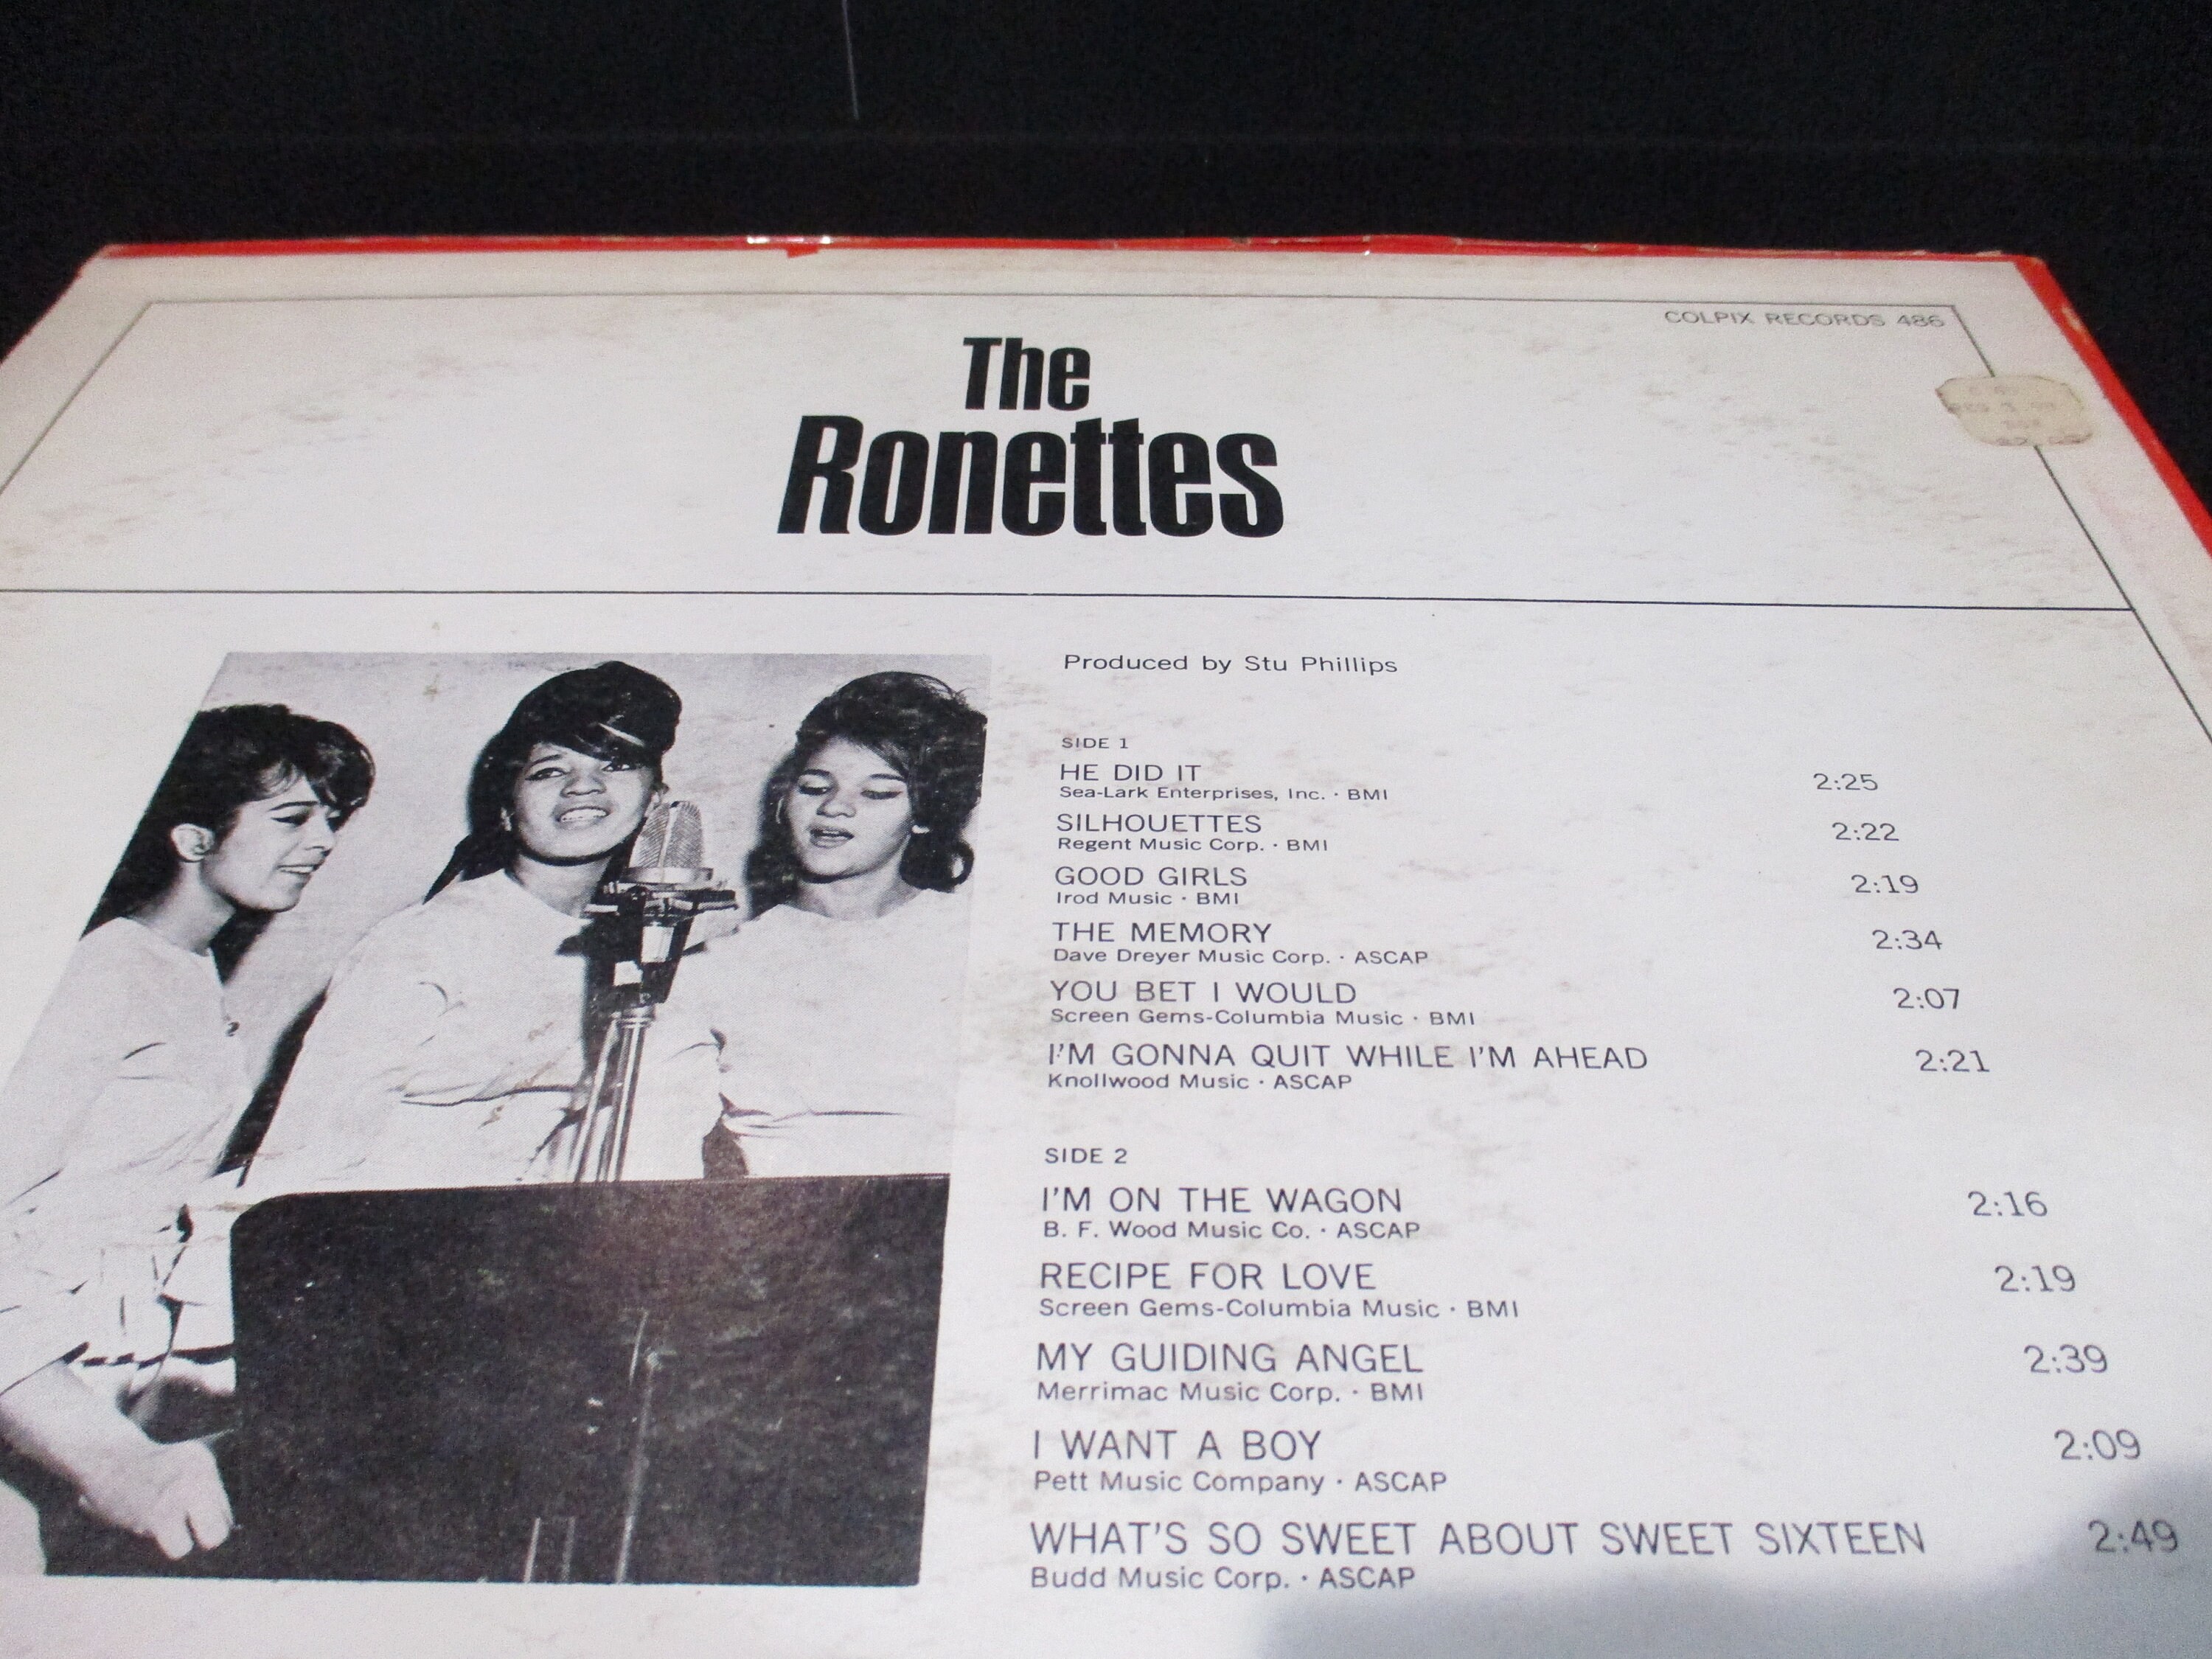 COLPIX RECORDS 486
The
Ronettes
Produced by Stu Phillips
SIDE 1
HE DID IT 2:25
Sea-Lark Enterprises, Inc. · BMI
SILHOUETTES 2:22
Regent Music Corp. · BMI
GOOD GIRLS 2:19
Irod Music · BMI
THE MEMORY 2:34
Dave Dreyer Music Corp. · ASCAP
YOU BET I WOULD 2:07
Screen Gems-Columbia Music · BMI
I'M GONNA QUIT WHILE I'M AHEAD 2:21
Knollwood Music · ASCAP
SIDE 2
I'M ON THE WAGON 2:16
B. F. Wood Music Co. · ASCAP
RECIPE FOR LOVE 2:19
Screen Gems-Columbia Music · BMI
MY GUIDING ANGEL 2:39
Merrimac Music Corp. · BMI
I WANT A BOY 2:09
Pett Music Company · ASCAP
WHAT'S SO SWEET ABOUT SWEET SIXTEEN 2:49
Budd Music Corp. · ASCAP